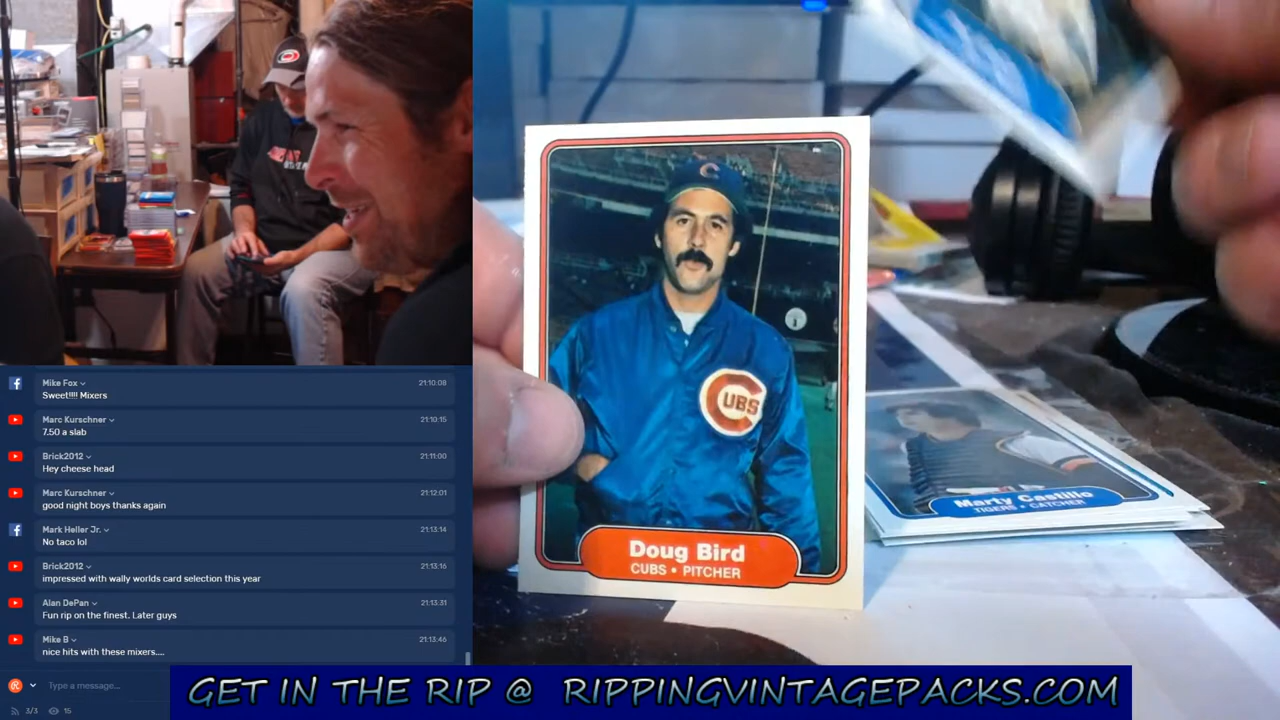 Mike Fox
21:10:08
Sweet!!!! Mixers
Marc Kurschner
21:10:15
7.50 a slab
Brick2012
21:11:00
Hey cheese head
Marc Kurschner
21:12:01
good night boys thanks again
Mark Heller Jr.
21:13:14
No taco lol
Brick2012
21:13:16
impressed with wally worlds card selection this year
Alan DePan
21:13:31
Fun rip on the finest. Later guys
Mike B
21:13:46
nice hits with these mixers....
Type a message...
3/3 15
C
CUBS
Doug Bird
CUBS • PITCHER
Marty Castillo
TIGERS • CATCHER
GET IN THE RIP @ RIPPINGVINTAGEPACKS.COM